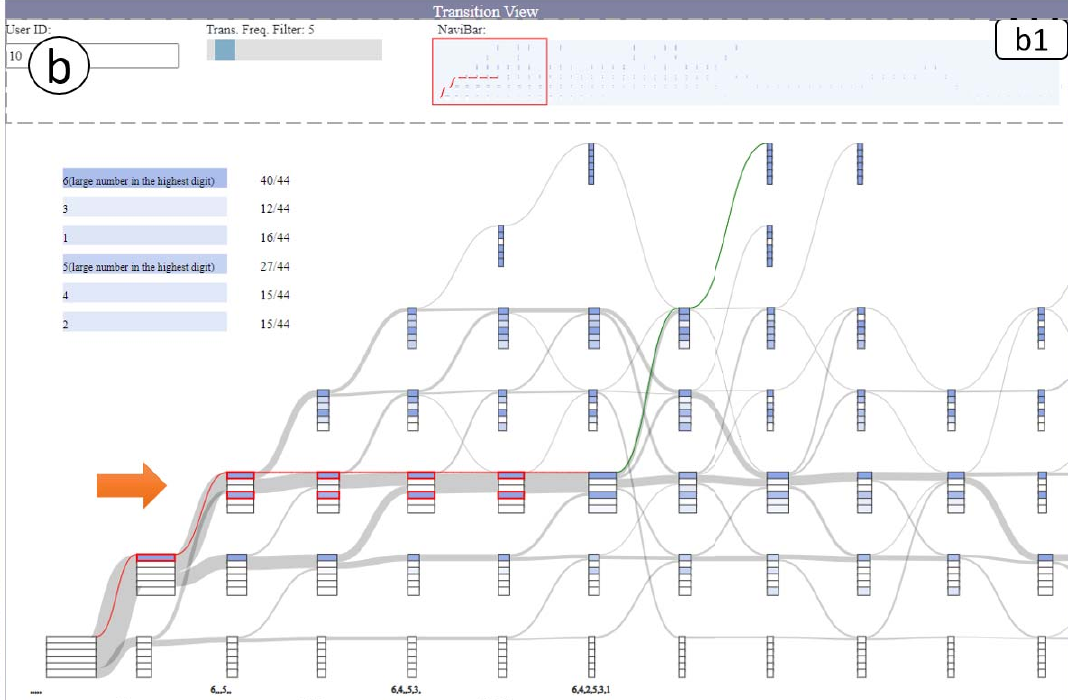 Transition View
User ID:
Trans. Freq. Filter: 5
NaviBar:
10
b
b1
6(large number in the highest digit) 40/44
3 12/44
1 16/44
5(large number in the highest digit) 27/44
4 15/44
2 15/44
,,,,, 6,,,5,, 6,4,,5,3, 6,4,2,5,3,1